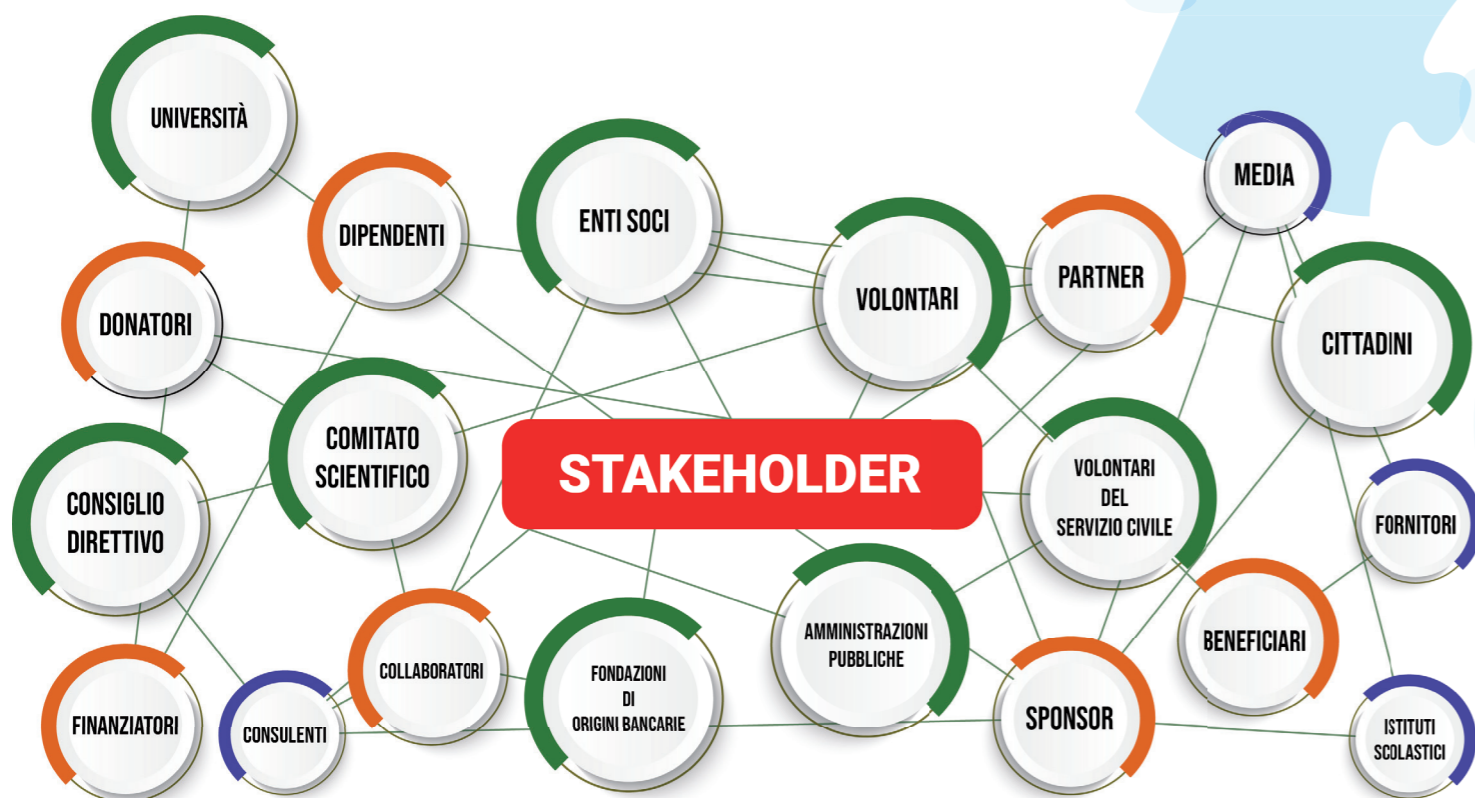 UNIVERSITÀ
MEDIA
DIPENDENTI
ENTI SOCI
VOLONTARI
PARTNER
DONATORI
CITTADINI
COMITATO
SCIENTIFICO
STAKEHOLDER
CONSIGLIO
DIRETTIVO
VOLONTARI
DEL
SERVIZIO CIVILE
FORNITORI
COLLABORATORI
AMMINISTRAZIONI
PUBBLICHE
BENEFICIARI
FINANZIATORI
CONSULENTI
FONDAZIONI
DI
ORIGINI BANCARIE
SPONSOR
ISTITUTI
SCOLASTICI